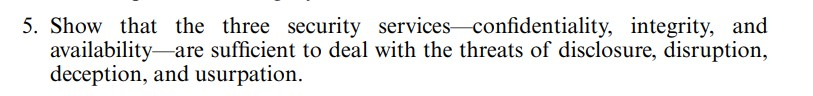 5. Show that the three security services—confidentiality, integrity, and
availability—are sufficient to deal with the threats of disclosure, disruption,
deception, and usurpation.